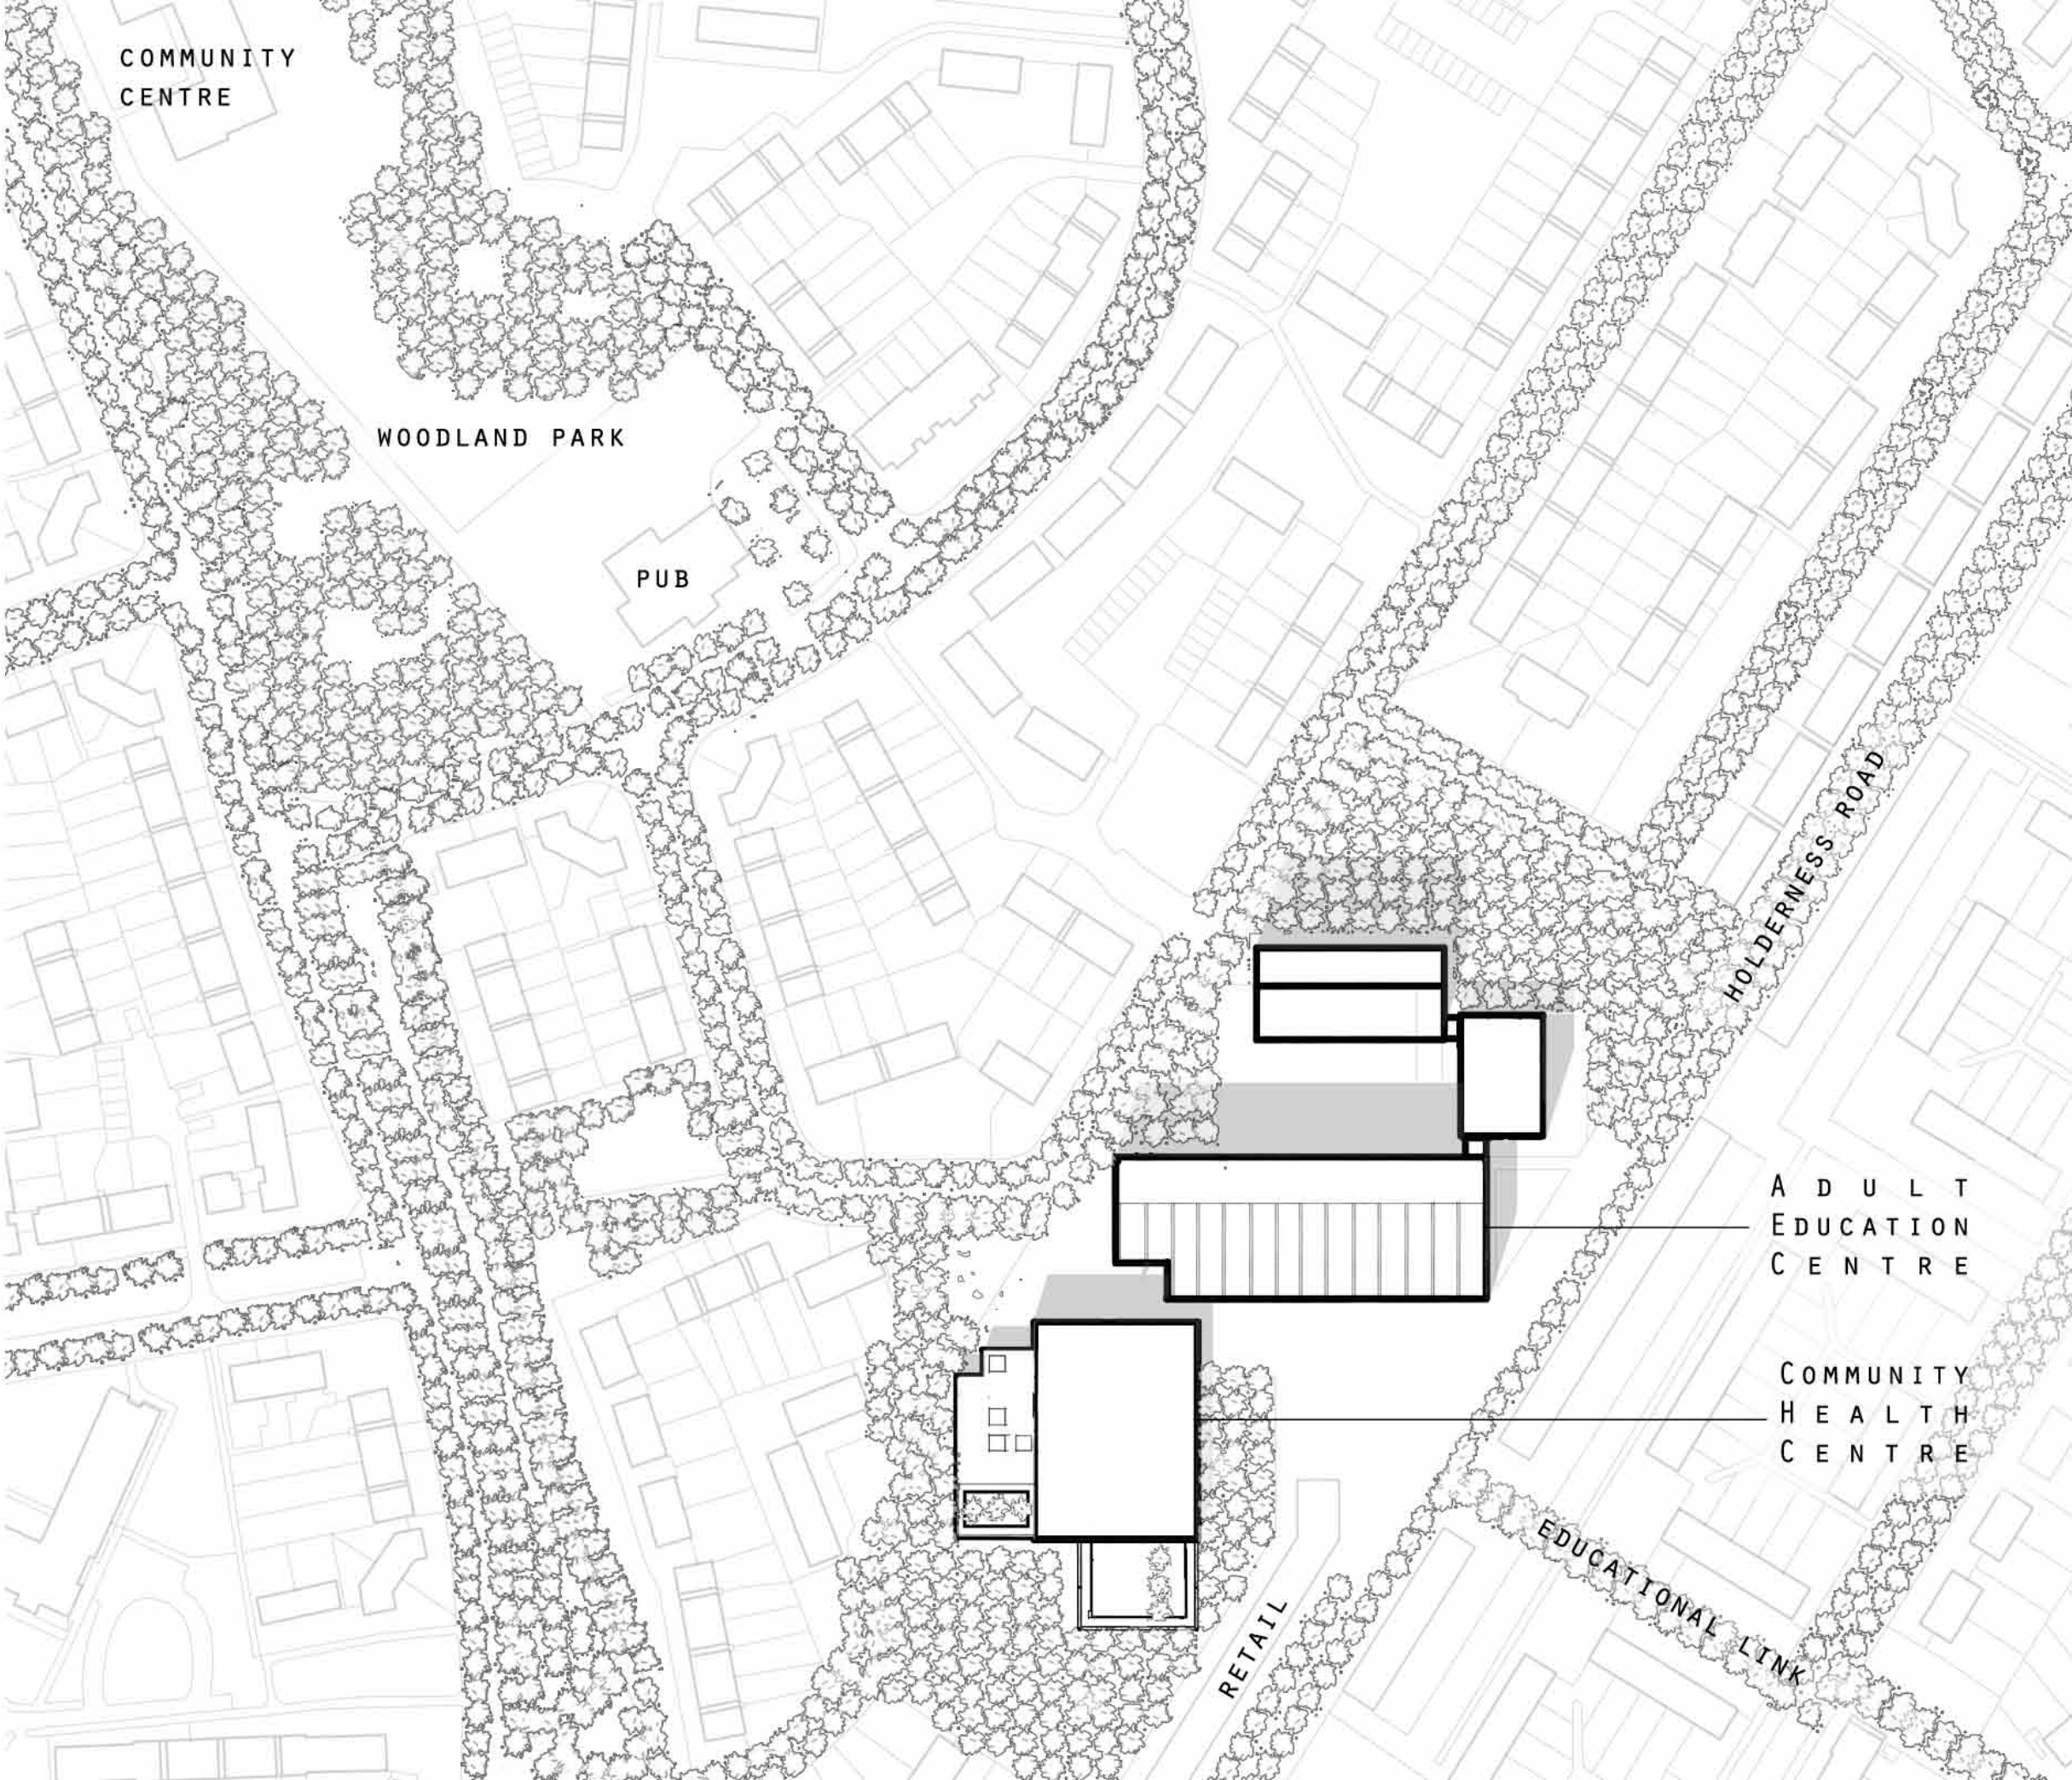 COMMUNITY
CENTRE
WOODLAND PARK
PUB
HOLDERNESS ROAD
ADULT
EDUCATION
CENTRE
COMMUNITY
HEALTH
CENTRE
EDUCATIONAL LINK
RETAIL